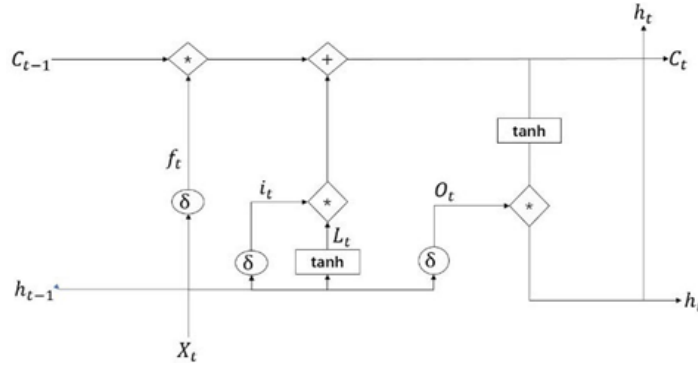 h_t
C_{t-1} * + C_t
tanh
f_t
i_t O_t
δ * *
L_t
δ tanh δ
h_{t-1}
h_t
X_t